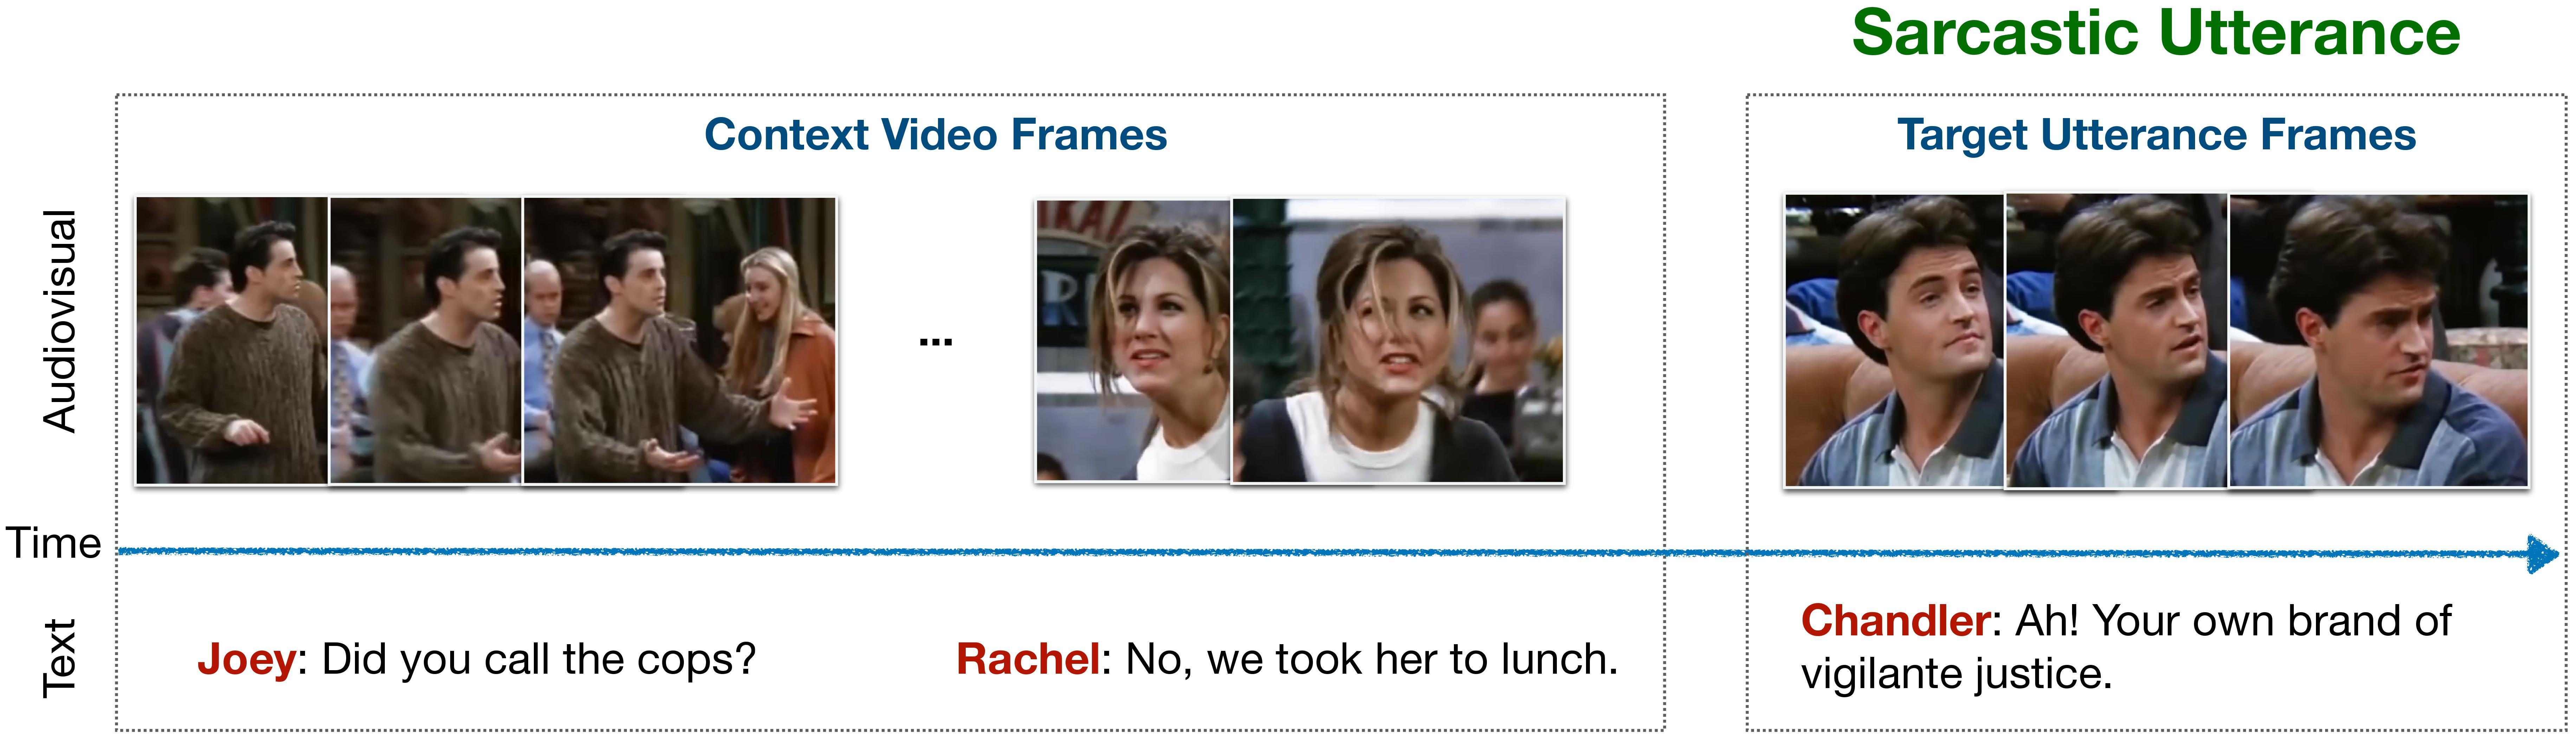 Sarcastic Utterance
Context Video Frames
Target Utterance Frames
Audiovisual
...
Time
Text
Joey: Did you call the cops?
Rachel: No, we took her to lunch.
Chandler: Ah! Your own brand of
vigilante justice.